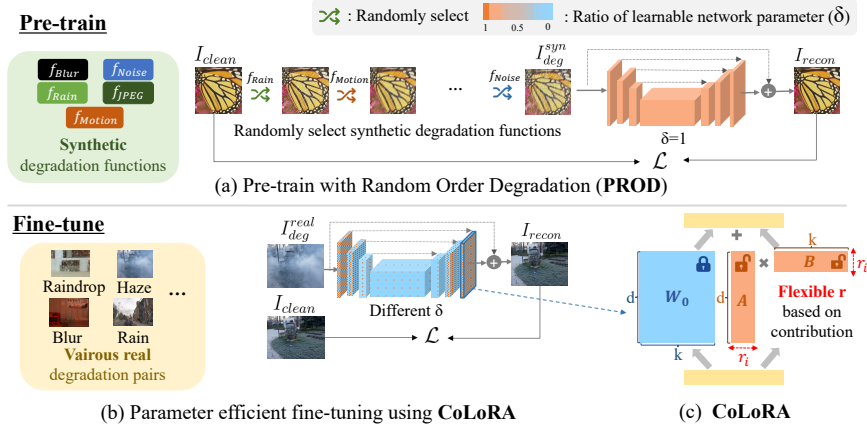 Pre-train
: Randomly select
1 0.5 0
: Ratio of learnable network parameter (δ)
f_Blur f_Noise
f_Rain f_JPEG
f_Motion
Synthetic
degradation functions
I_clean
f_Rain
f_Motion
...
f_Noise
I_deg^syn
I_recon
Randomly select synthetic degradation functions
δ=1
ℒ
(a) Pre-train with Random Order Degradation (PROD)
Fine-tune
Raindrop Haze
...
Blur Rain
Vairous real
degradation pairs
I_deg^real
I_recon
I_clean
Different δ
ℒ
(b) Parameter efficient fine-tuning using CoLoRA
+
k
d W_0 d A × B r_i
Flexible r
based on
contribution
k r_i
(c) CoLoRA